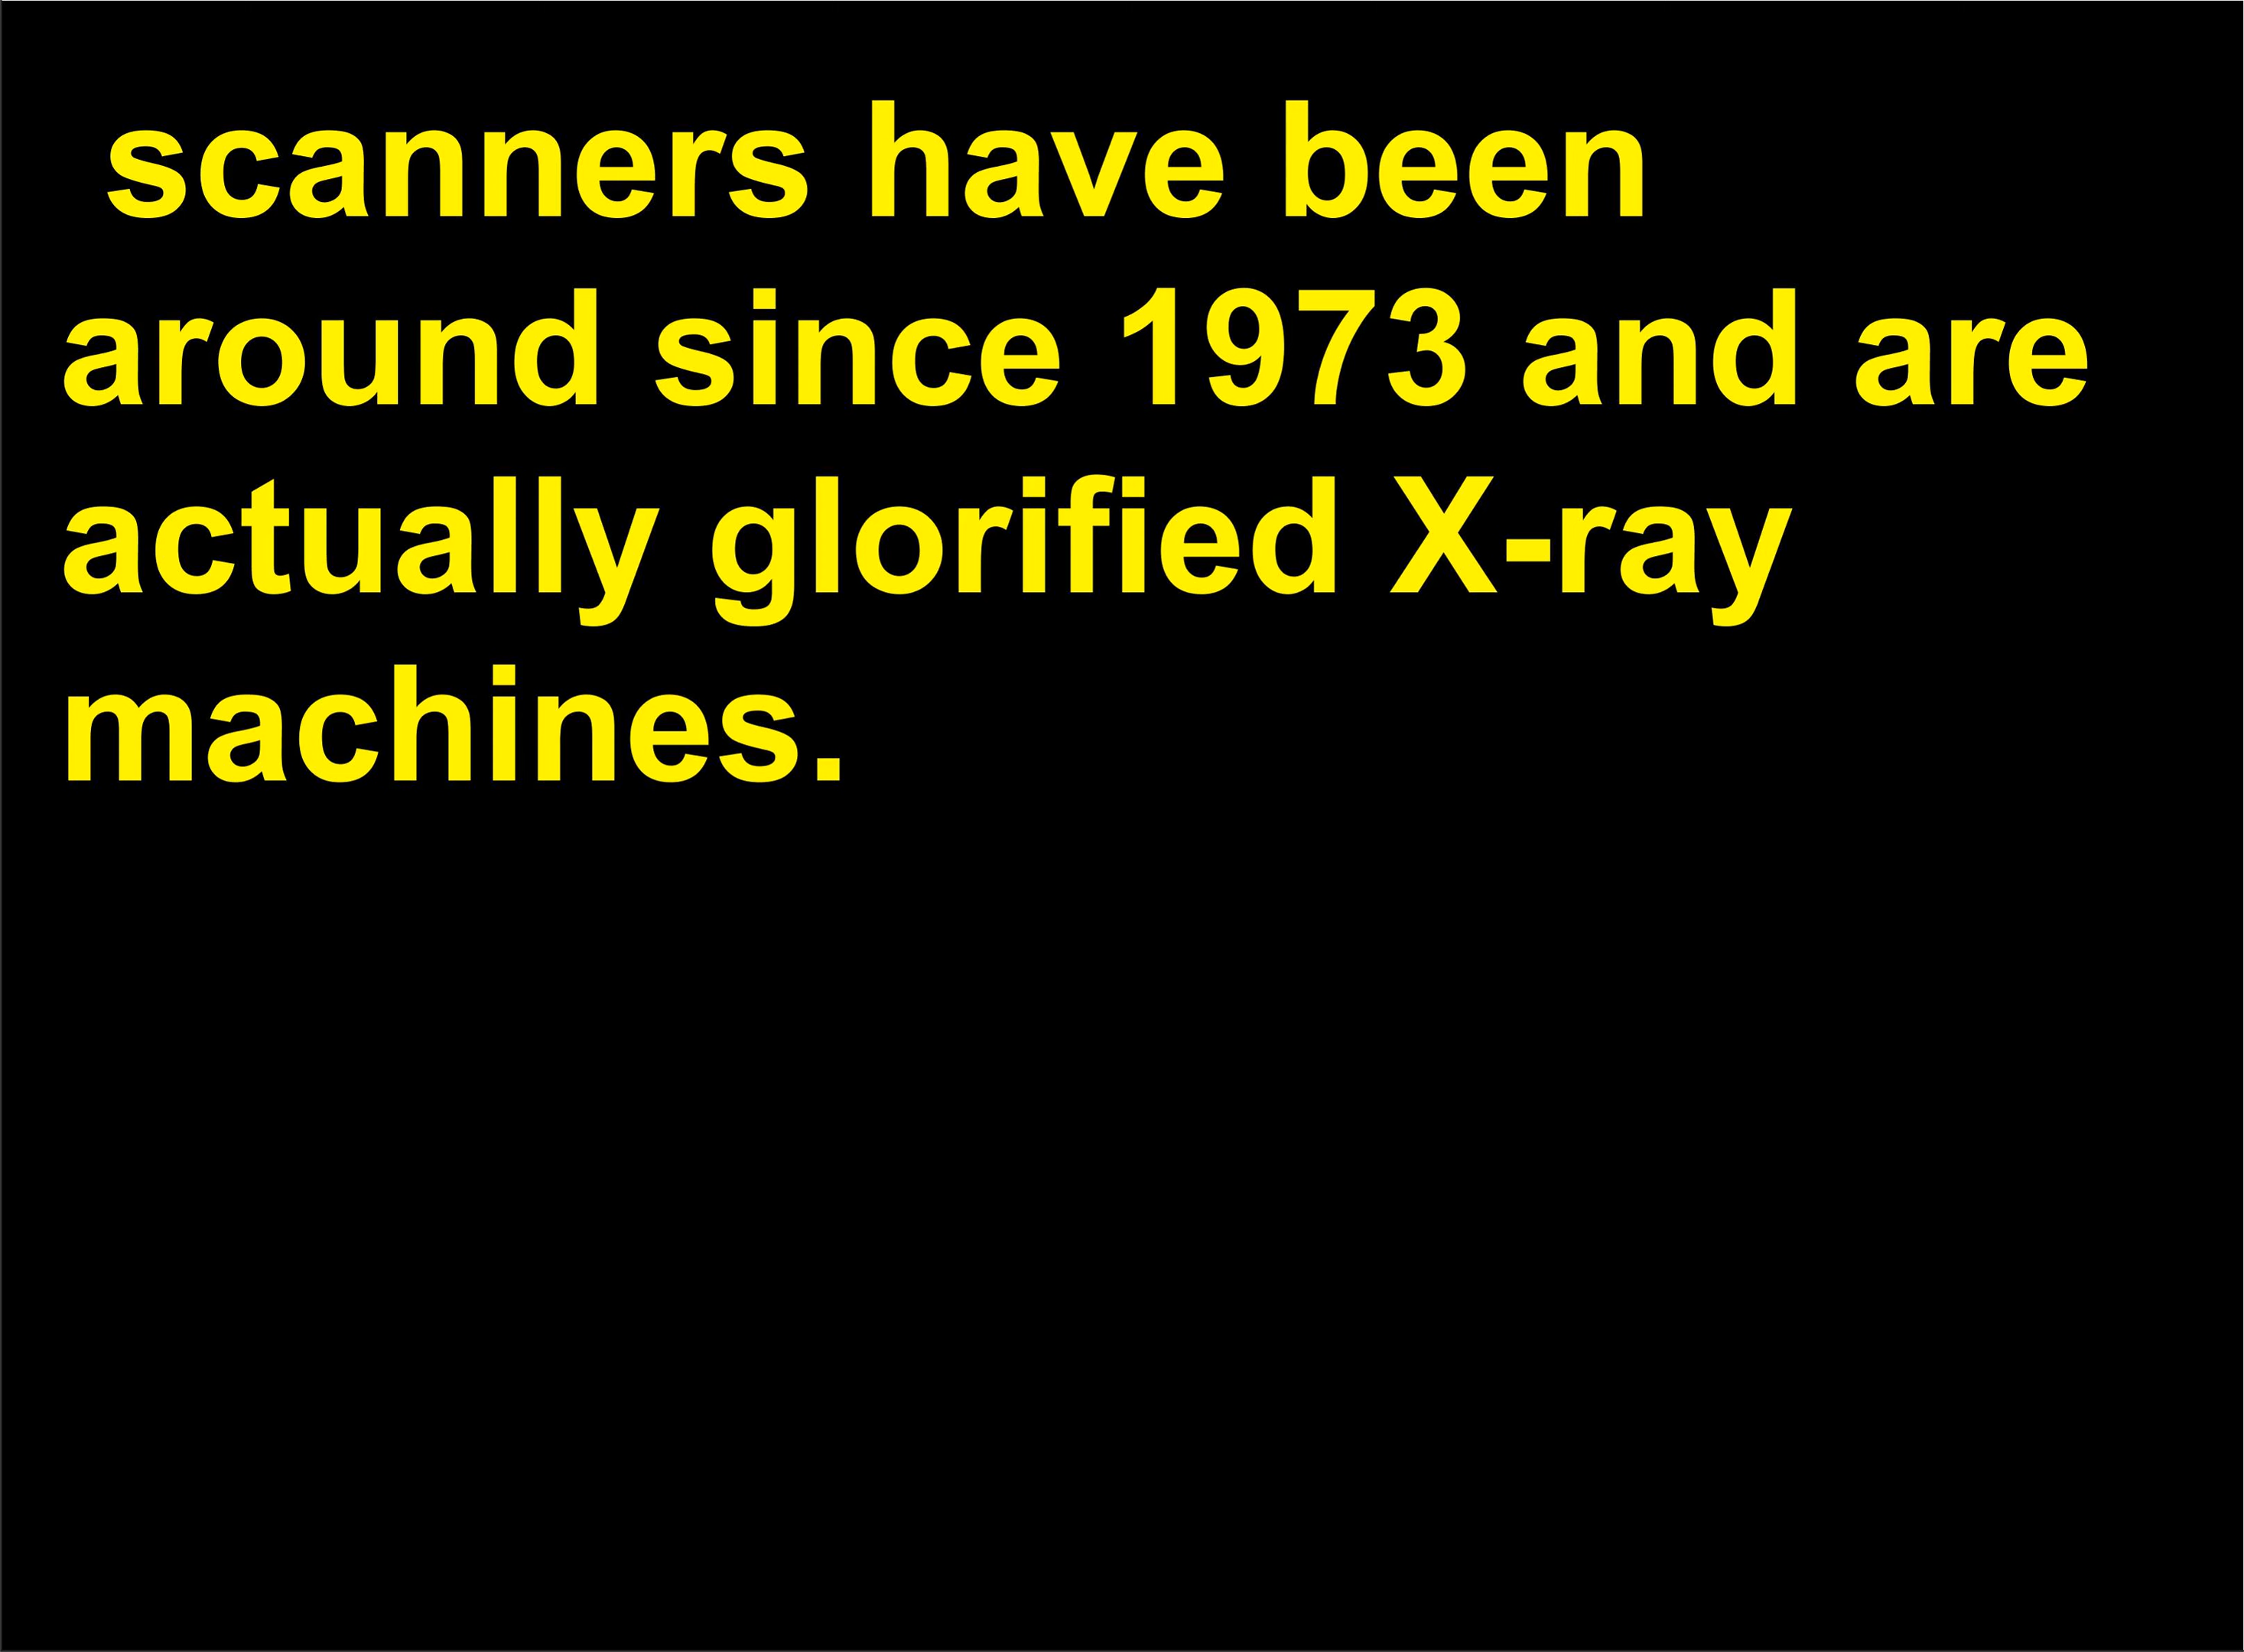 scanners have been
around since 1973 and are
actually glorified X-ray
machines.